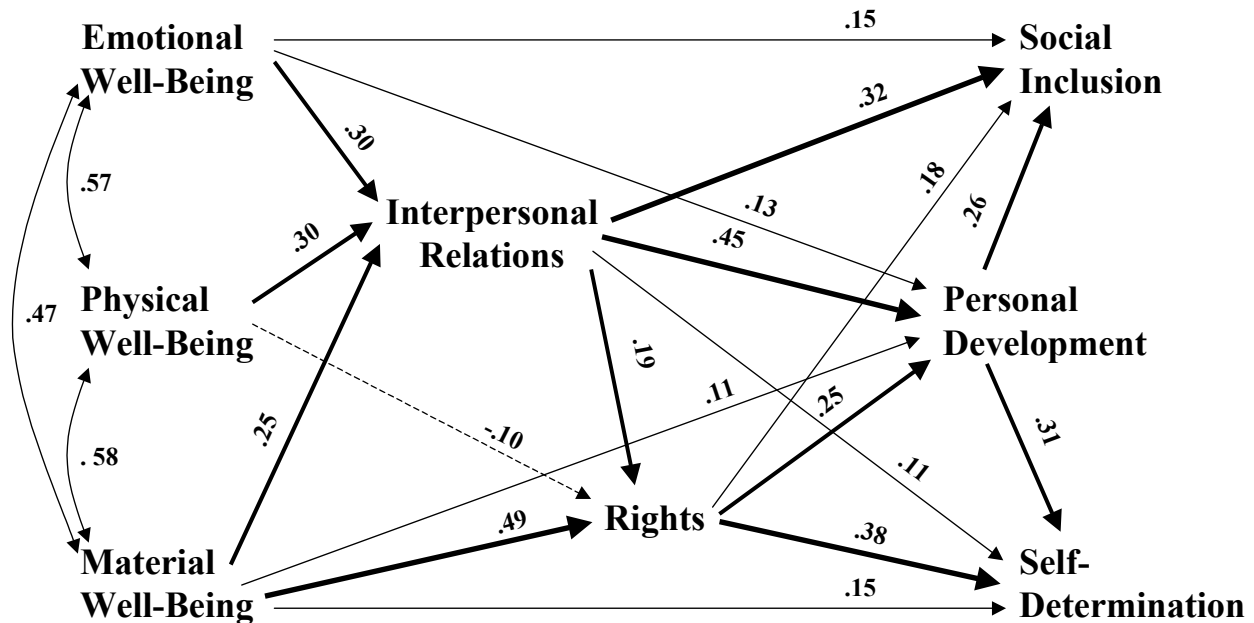 Emotional
Well-Being
.15
Social
Inclusion
.32
.30
.57
.18
.13
.26
Interpersonal
Relations
.45
.30
Physical
Well-Being
.47
Personal
Development
.19
.11
.25
.25
-.10
.31
. 58
.11
Rights
.49
.38
Material
Well-Being
.15
Self-
Determination